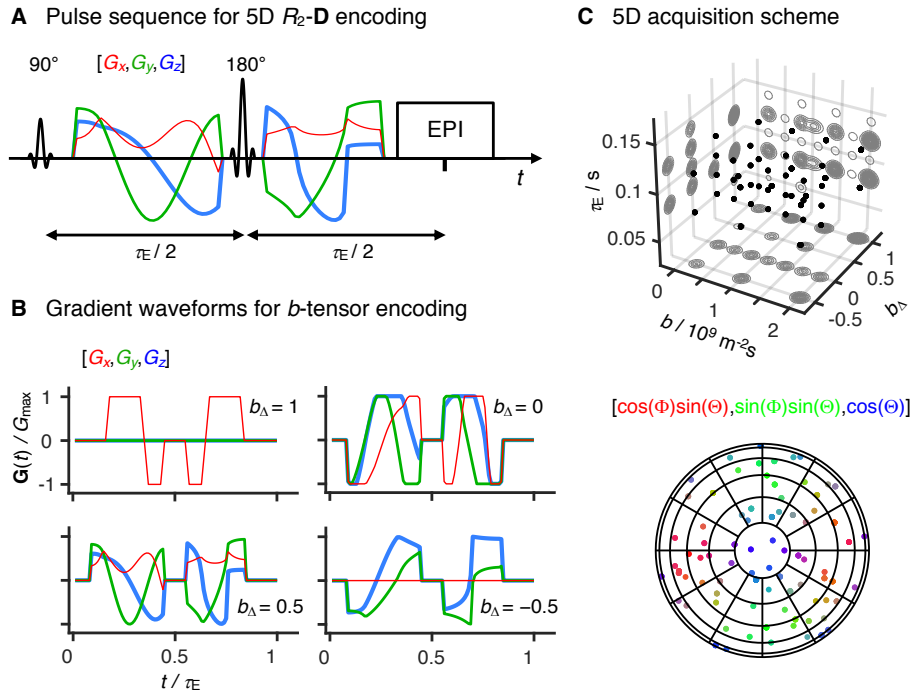 A Pulse sequence for 5D R₂-D encoding
90°
[Gx,Gy,Gz]
180°
EPI
t
τE / 2
τE / 2
B Gradient waveforms for b-tensor encoding
[Gx,Gy,Gz]
G(t) / Gmax
1
0
-1
bΔ = 1
bΔ = 0
bΔ = 0.5
bΔ = −0.5
0
0.5
1
0
0.5
1
t / τE
C 5D acquisition scheme
τE / s
0.15
0.1
0.05
0
1
2
b / 10⁹ m⁻²s
-0.5
0
0.5
1
bΔ
[cos(Φ)sin(Θ),sin(Φ)sin(Θ),cos(Θ)]